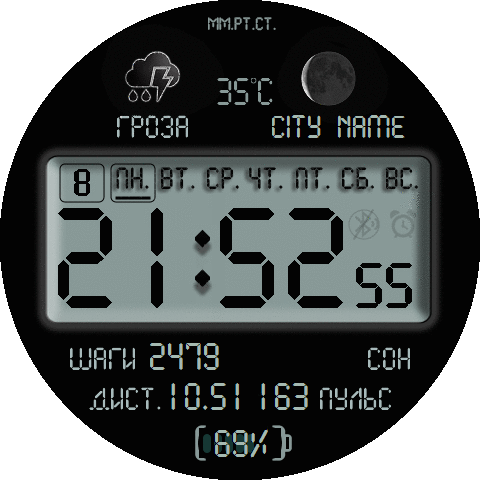 ММ.РТ.СТ.
35°C
ГРОЗА CITY NAME
8 ПН. ВТ. СР. ЧТ. ПТ. СБ. ВС.
21:52 55
ШАГИ 2479 СОН
ДИСТ. 10.51 163 ПУЛЬС
69%